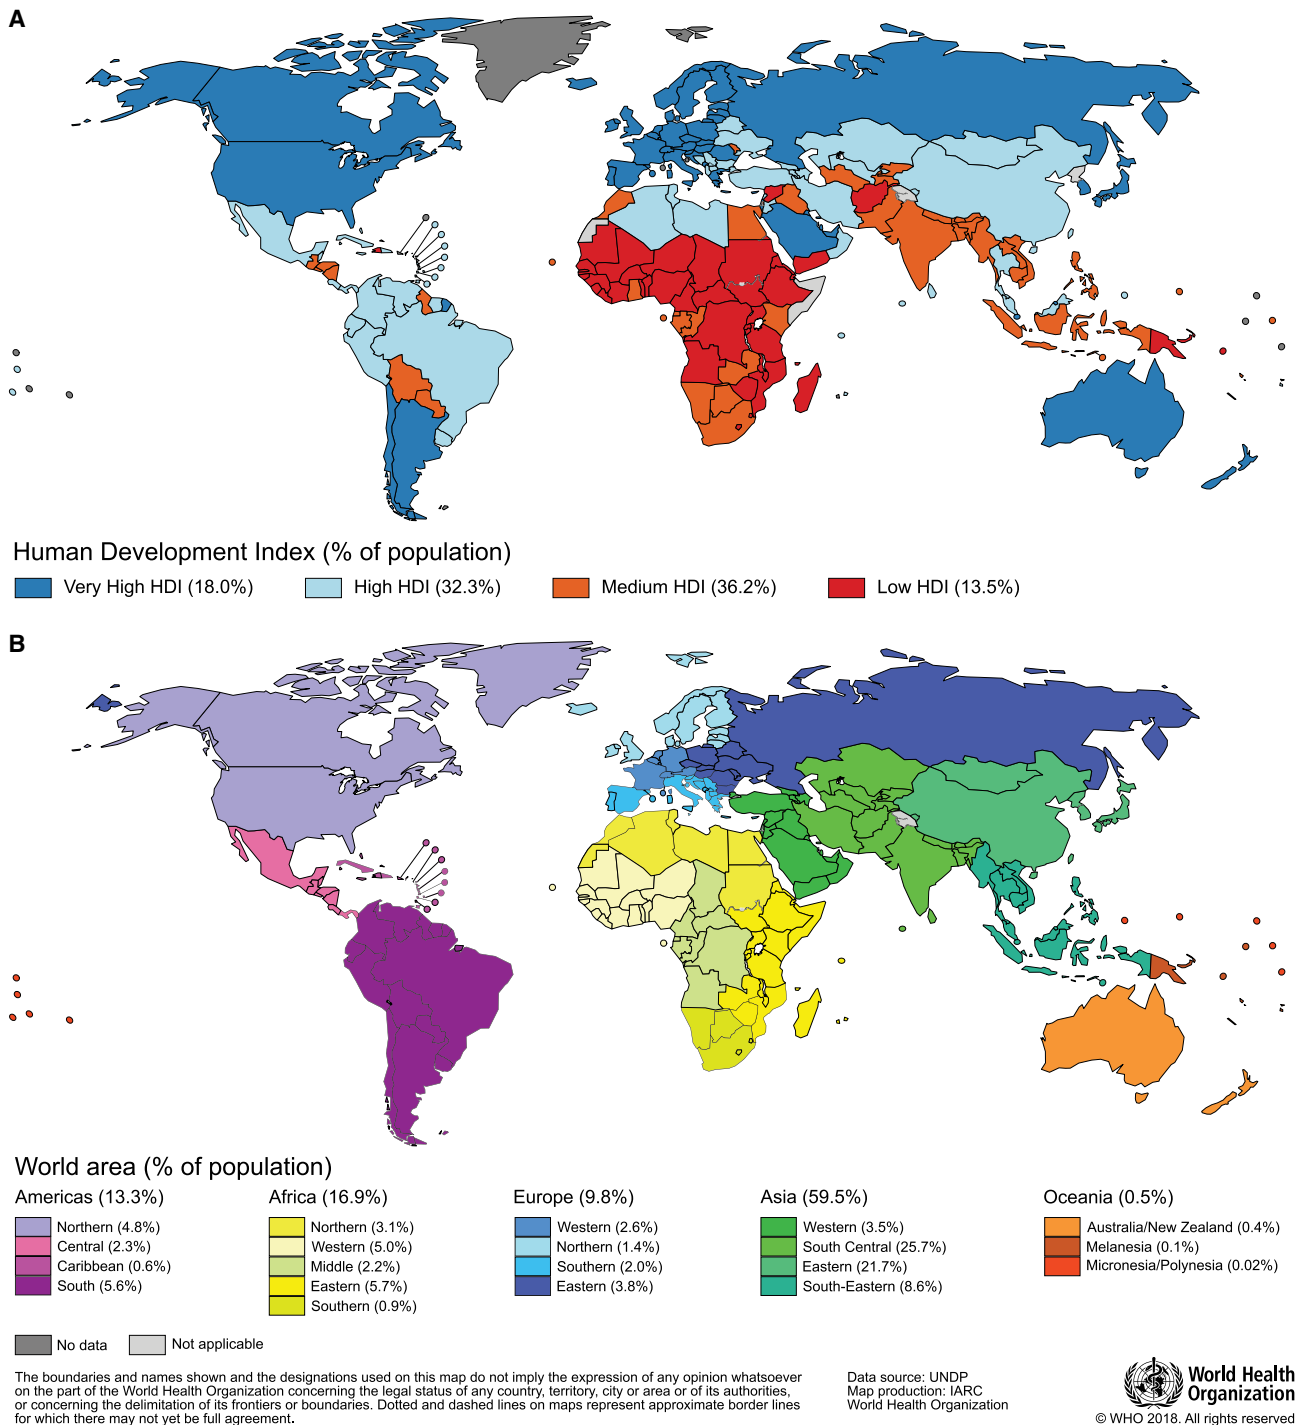 A
Human Development Index (% of population)
Very High HDI (18.0%)
High HDI (32.3%)
Medium HDI (36.2%)
Low HDI (13.5%)
B
World area (% of population)
Americas (13.3%)
Northern (4.8%)
Central (2.3%)
Caribbean (0.6%)
South (5.6%)
Africa (16.9%)
Northern (3.1%)
Western (5.0%)
Middle (2.2%)
Eastern (5.7%)
Southern (0.9%)
Europe (9.8%)
Western (2.6%)
Northern (1.4%)
Southern (2.0%)
Eastern (3.8%)
Asia (59.5%)
Western (3.5%)
South Central (25.7%)
Eastern (21.7%)
South-Eastern (8.6%)
Oceania (0.5%)
Australia/New Zealand (0.4%)
Melanesia (0.1%)
Micronesia/Polynesia (0.02%)
No data
Not applicable
The boundaries and names shown and the designations used on this map do not imply the expression of any opinion whatsoever
on the part of the World Health Organization concerning the legal status of any country, territory, city or area or of its authorities,
or concerning the delimitation of its frontiers or boundaries. Dotted and dashed lines on maps represent approximate border lines
for which there may not yet be full agreement.
Data source: UNDP
Map production: IARC
World Health Organization
World Health
Organization
© WHO 2018. All rights reserved